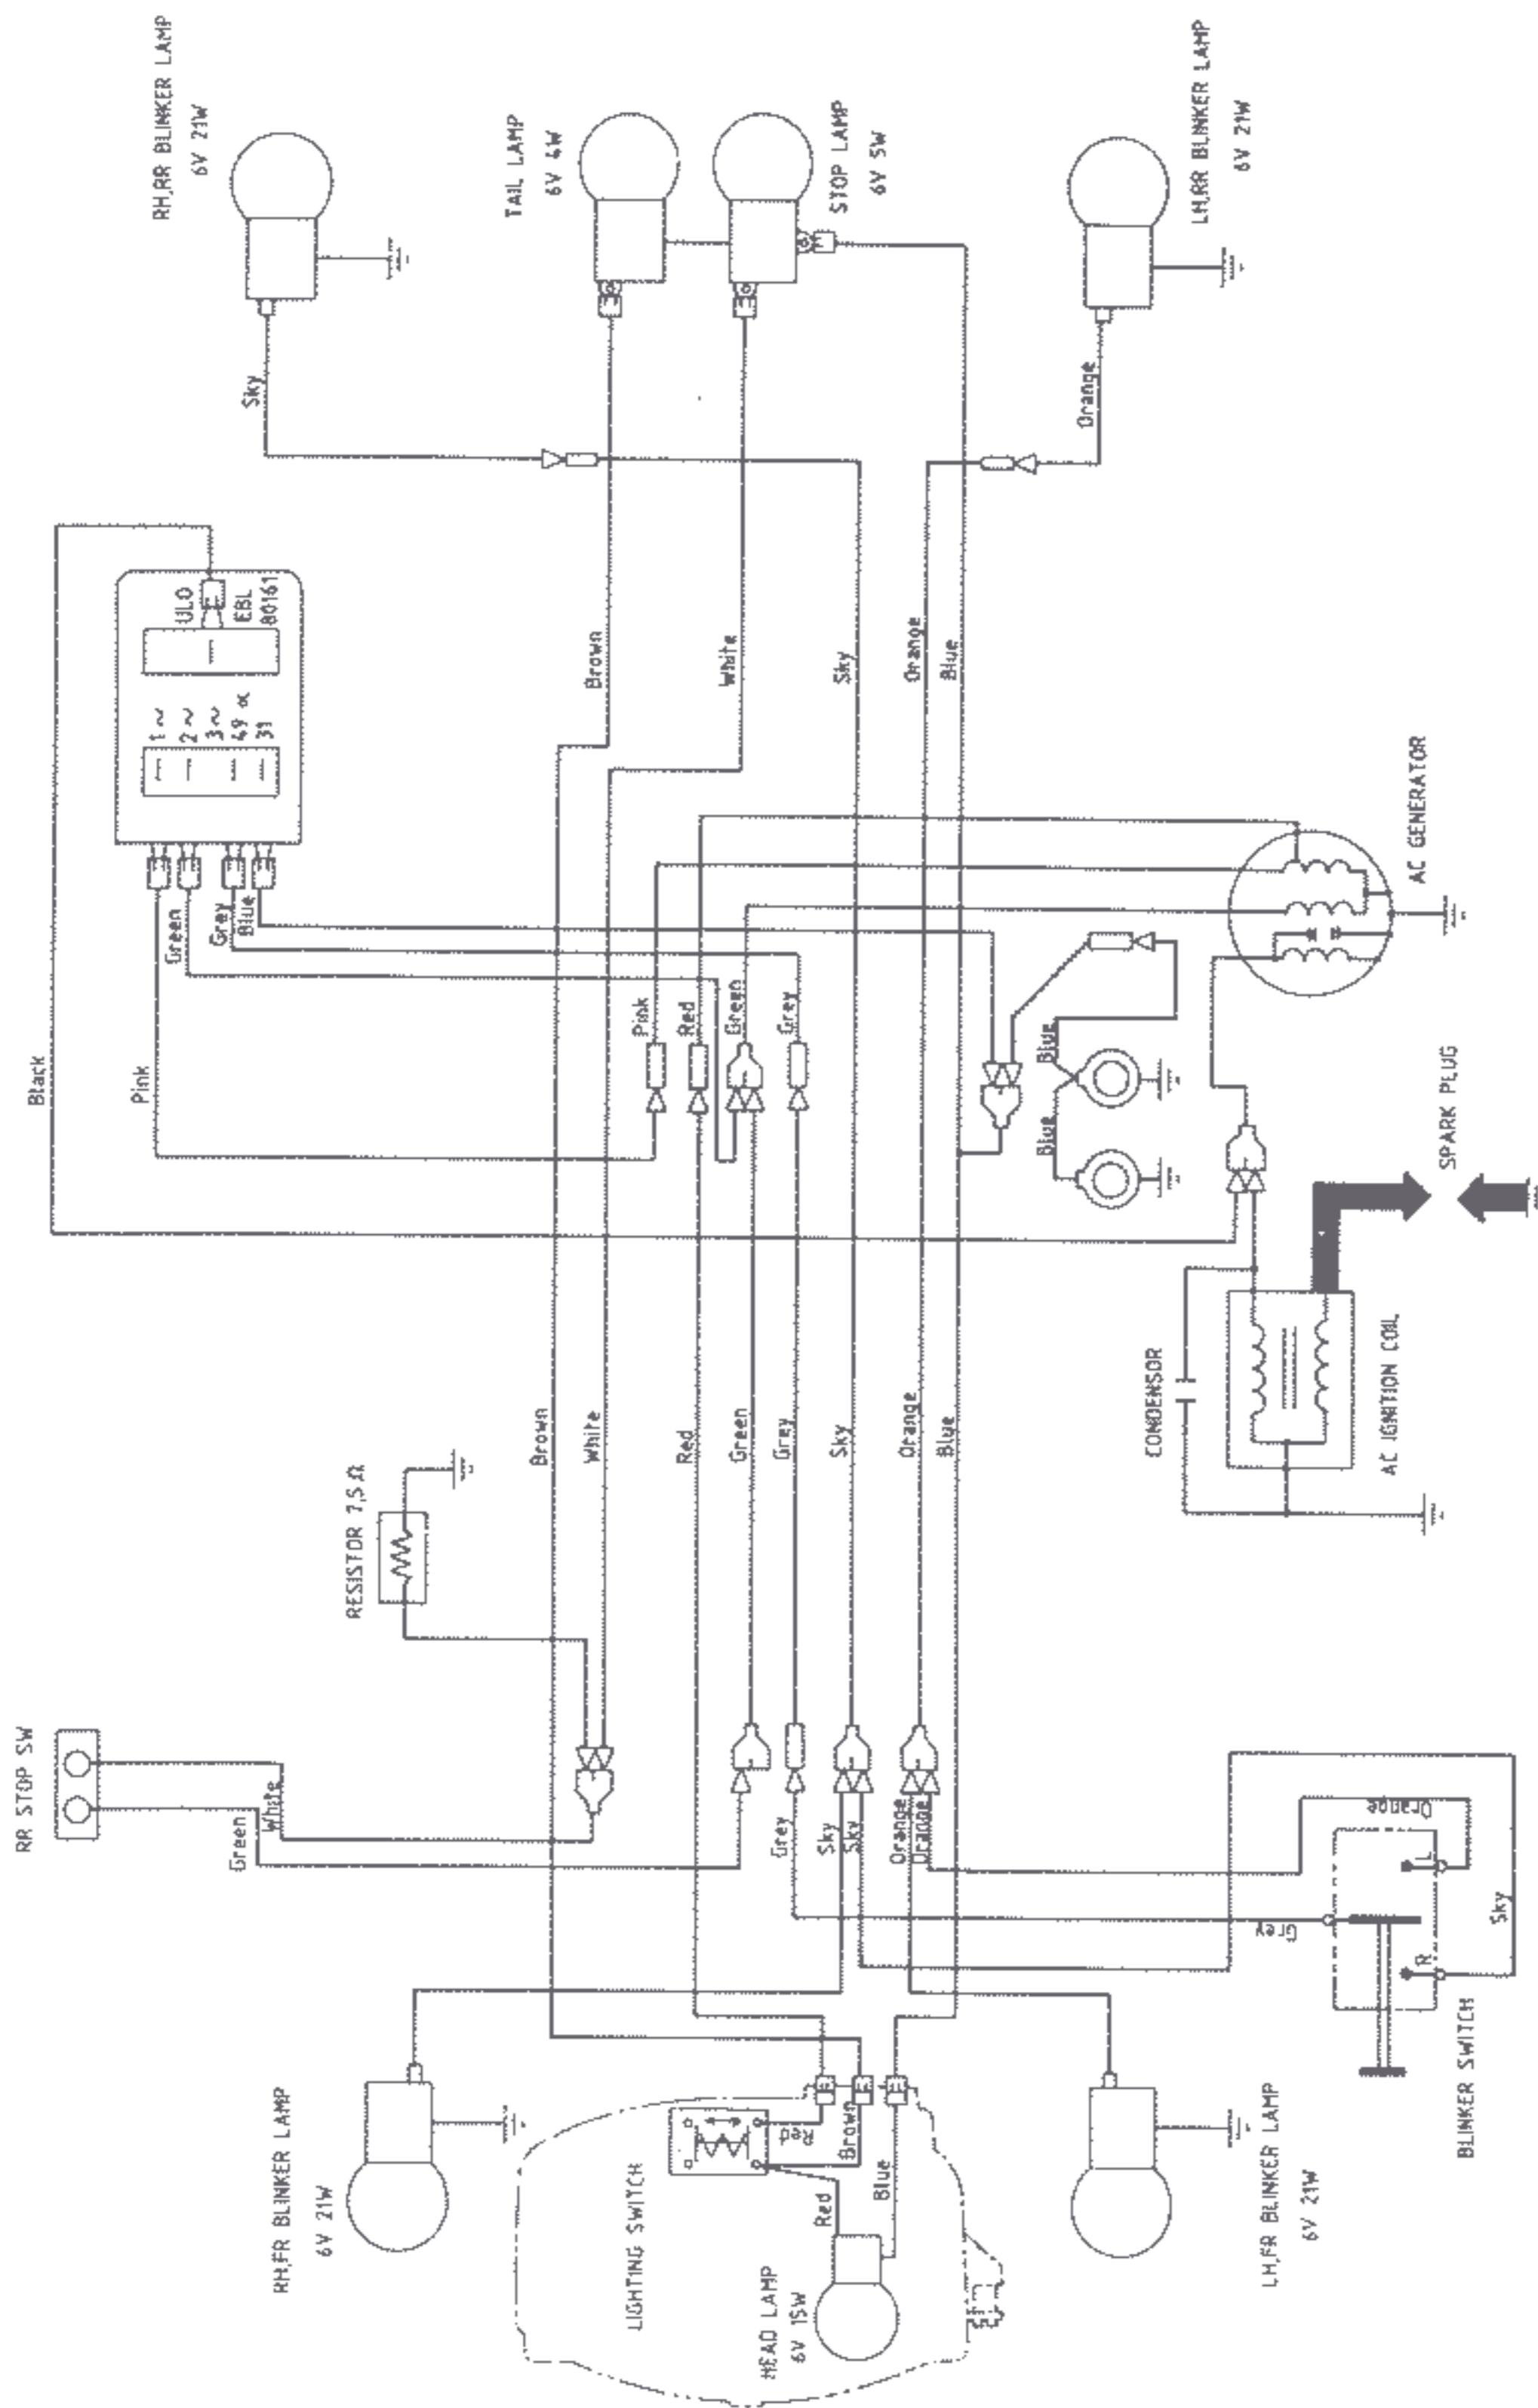 RH,RR BLINKER LAMP
6V 21W
TAIL LAMP
6V 4W
STOP LAMP
6V 5W
LH,RR BLINKER LAMP
6V 21W
Sky
Orange
ULO
EBL
80161
1 ~
2 ~
3 ~
49 α
31
Brown
White
Sky
Orange
Blue
Green
Grey
Blue
Black
Pink
Pink
Red
Green
Grey
Blue
Blue
AC GENERATOR
SPARK PLUG
CONDENSOR
AC IGNITION COIL
RESISTOR 7,5 Ω
Brown
White
Red
Green
Grey
Sky
Orange
Blue
RR STOP SW
Green
White
Grey
Sky
Sky
Orange
Orange
Orange
Grey
Sky
L
R
BLINKER SWITCH
RH,FR BLINKER LAMP
6V 21W
LIGHTING SWITCH
Red
Brown
Blue
Red
HEAD LAMP
6V 15W
LH,FR BLINKER LAMP
6V 21W